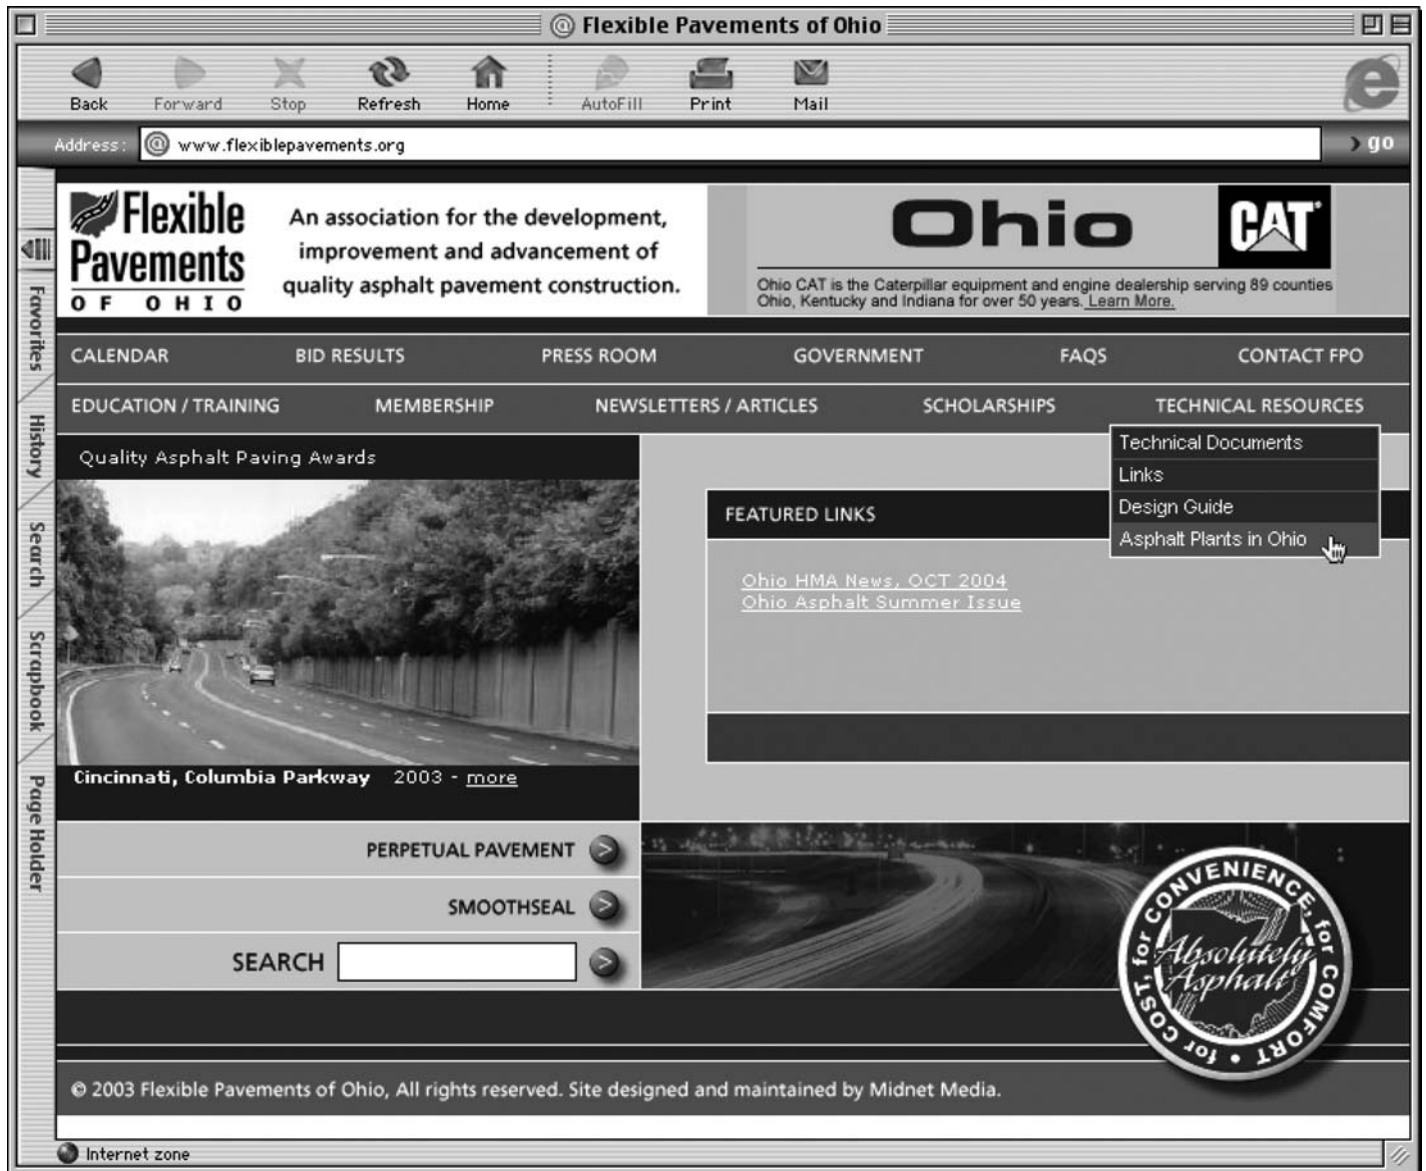 @ Flexible Pavements of Ohio
Back Forward Stop Refresh Home AutoFill Print Mail
Address: @ www.flexiblepavements.org go
Favorites
History
Search
Scrapbook
Page Holder
Flexible
Pavements
OF OHIO
An association for the development,
improvement and advancement of
quality asphalt pavement construction.
Ohio CAT
Ohio CAT is the Caterpillar equipment and engine dealership serving 89 counties
Ohio, Kentucky and Indiana for over 50 years. Learn More.
CALENDAR BID RESULTS PRESS ROOM GOVERNMENT FAQS CONTACT FPO
EDUCATION / TRAINING MEMBERSHIP NEWSLETTERS / ARTICLES SCHOLARSHIPS TECHNICAL RESOURCES
Technical Documents
Links
Design Guide
Asphalt Plants in Ohio
Quality Asphalt Paving Awards
FEATURED LINKS
Ohio HMA News, OCT 2004
Ohio Asphalt Summer Issue
Cincinnati, Columbia Parkway 2003 - more
PERPETUAL PAVEMENT >
SMOOTHSEAL >
SEARCH >
for COST, for CONVENIENCE, for COMFORT •
Absolutely
Asphalt
© 2003 Flexible Pavements of Ohio, All rights reserved. Site designed and maintained by Midnet Media.
Internet zone